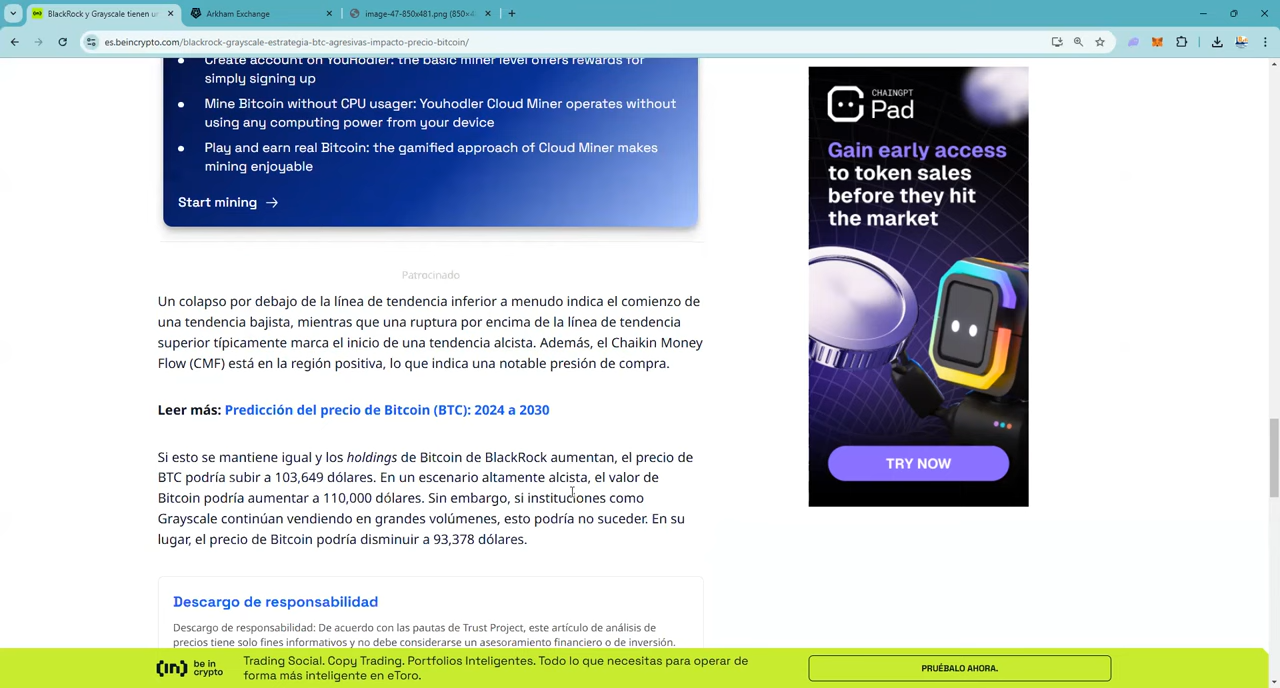 BlackRock y Grayscale tienen un
Arkham Exchange
image-47-850x481.png (850×4
es.beincrypto.com/blackrock-grayscale-estrategia-btc-agresivas-impacto-precio-bitcoin/
Create account on YouHodler: the basic miner level offers rewards for
simply signing up
Mine Bitcoin without CPU usager: Youhodler Cloud Miner operates without
using any computing power from your device
Play and earn real Bitcoin: the gamified approach of Cloud Miner makes
mining enjoyable
Start mining →
Patrocinado
Un colapso por debajo de la línea de tendencia inferior a menudo indica el comienzo de
una tendencia bajista, mientras que una ruptura por encima de la línea de tendencia
superior típicamente marca el inicio de una tendencia alcista. Además, el Chaikin Money
Flow (CMF) está en la región positiva, lo que indica una notable presión de compra.
Leer más: Predicción del precio de Bitcoin (BTC): 2024 a 2030
Si esto se mantiene igual y los holdings de Bitcoin de BlackRock aumentan, el precio de
BTC podría subir a 103,649 dólares. En un escenario altamente alcista, el valor de
Bitcoin podría aumentar a 110,000 dólares. Sin embargo, si instituciones como
Grayscale continúan vendiendo en grandes volúmenes, esto podría no suceder. En su
lugar, el precio de Bitcoin podría disminuir a 93,378 dólares.
Descargo de responsabilidad
Descargo de responsabilidad: De acuerdo con las pautas de Trust Project, este artículo de análisis de
precios tiene solo fines informativos y no debe considerarse un asesoramiento financiero o de inversión.
CHAINGPT
Pad
Gain early access
to token sales
before they hit
the market
TRY NOW
be in
crypto
Trading Social. Copy Trading. Portfolios Inteligentes. Todo lo que necesitas para operar de
forma más inteligente en eToro.
PRUÉBALO AHORA.